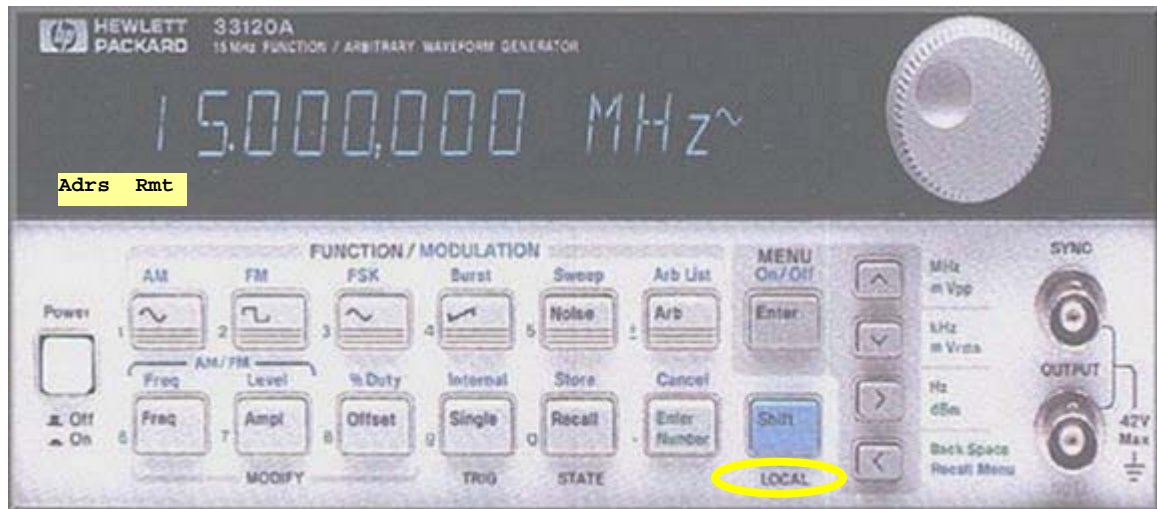 hp HEWLETT PACKARD
33120A
15 MHz FUNCTION / ARBITRARY WAVEFORM GENERATOR
15.000,000 MHz~
Adrs Rmt
FUNCTION / MODULATION
MENU
AM FM FSK Burst Sweep Arb List On/Off
1 2 3 4 5 Noise ± Arb Enter
AM/FM
Freq Level % Duty Internal Store Cancel
6 Freq 7 Ampl 8 Offset 9 Single 0 Recall . Enter Number Shift
MODIFY TRIG STATE LOCAL
Power
Off
On
MHz
m Vpp
kHz
m Vrms
Hz
dBm
Back Space
Recall Menu
SYNC
OUTPUT
42V
Max